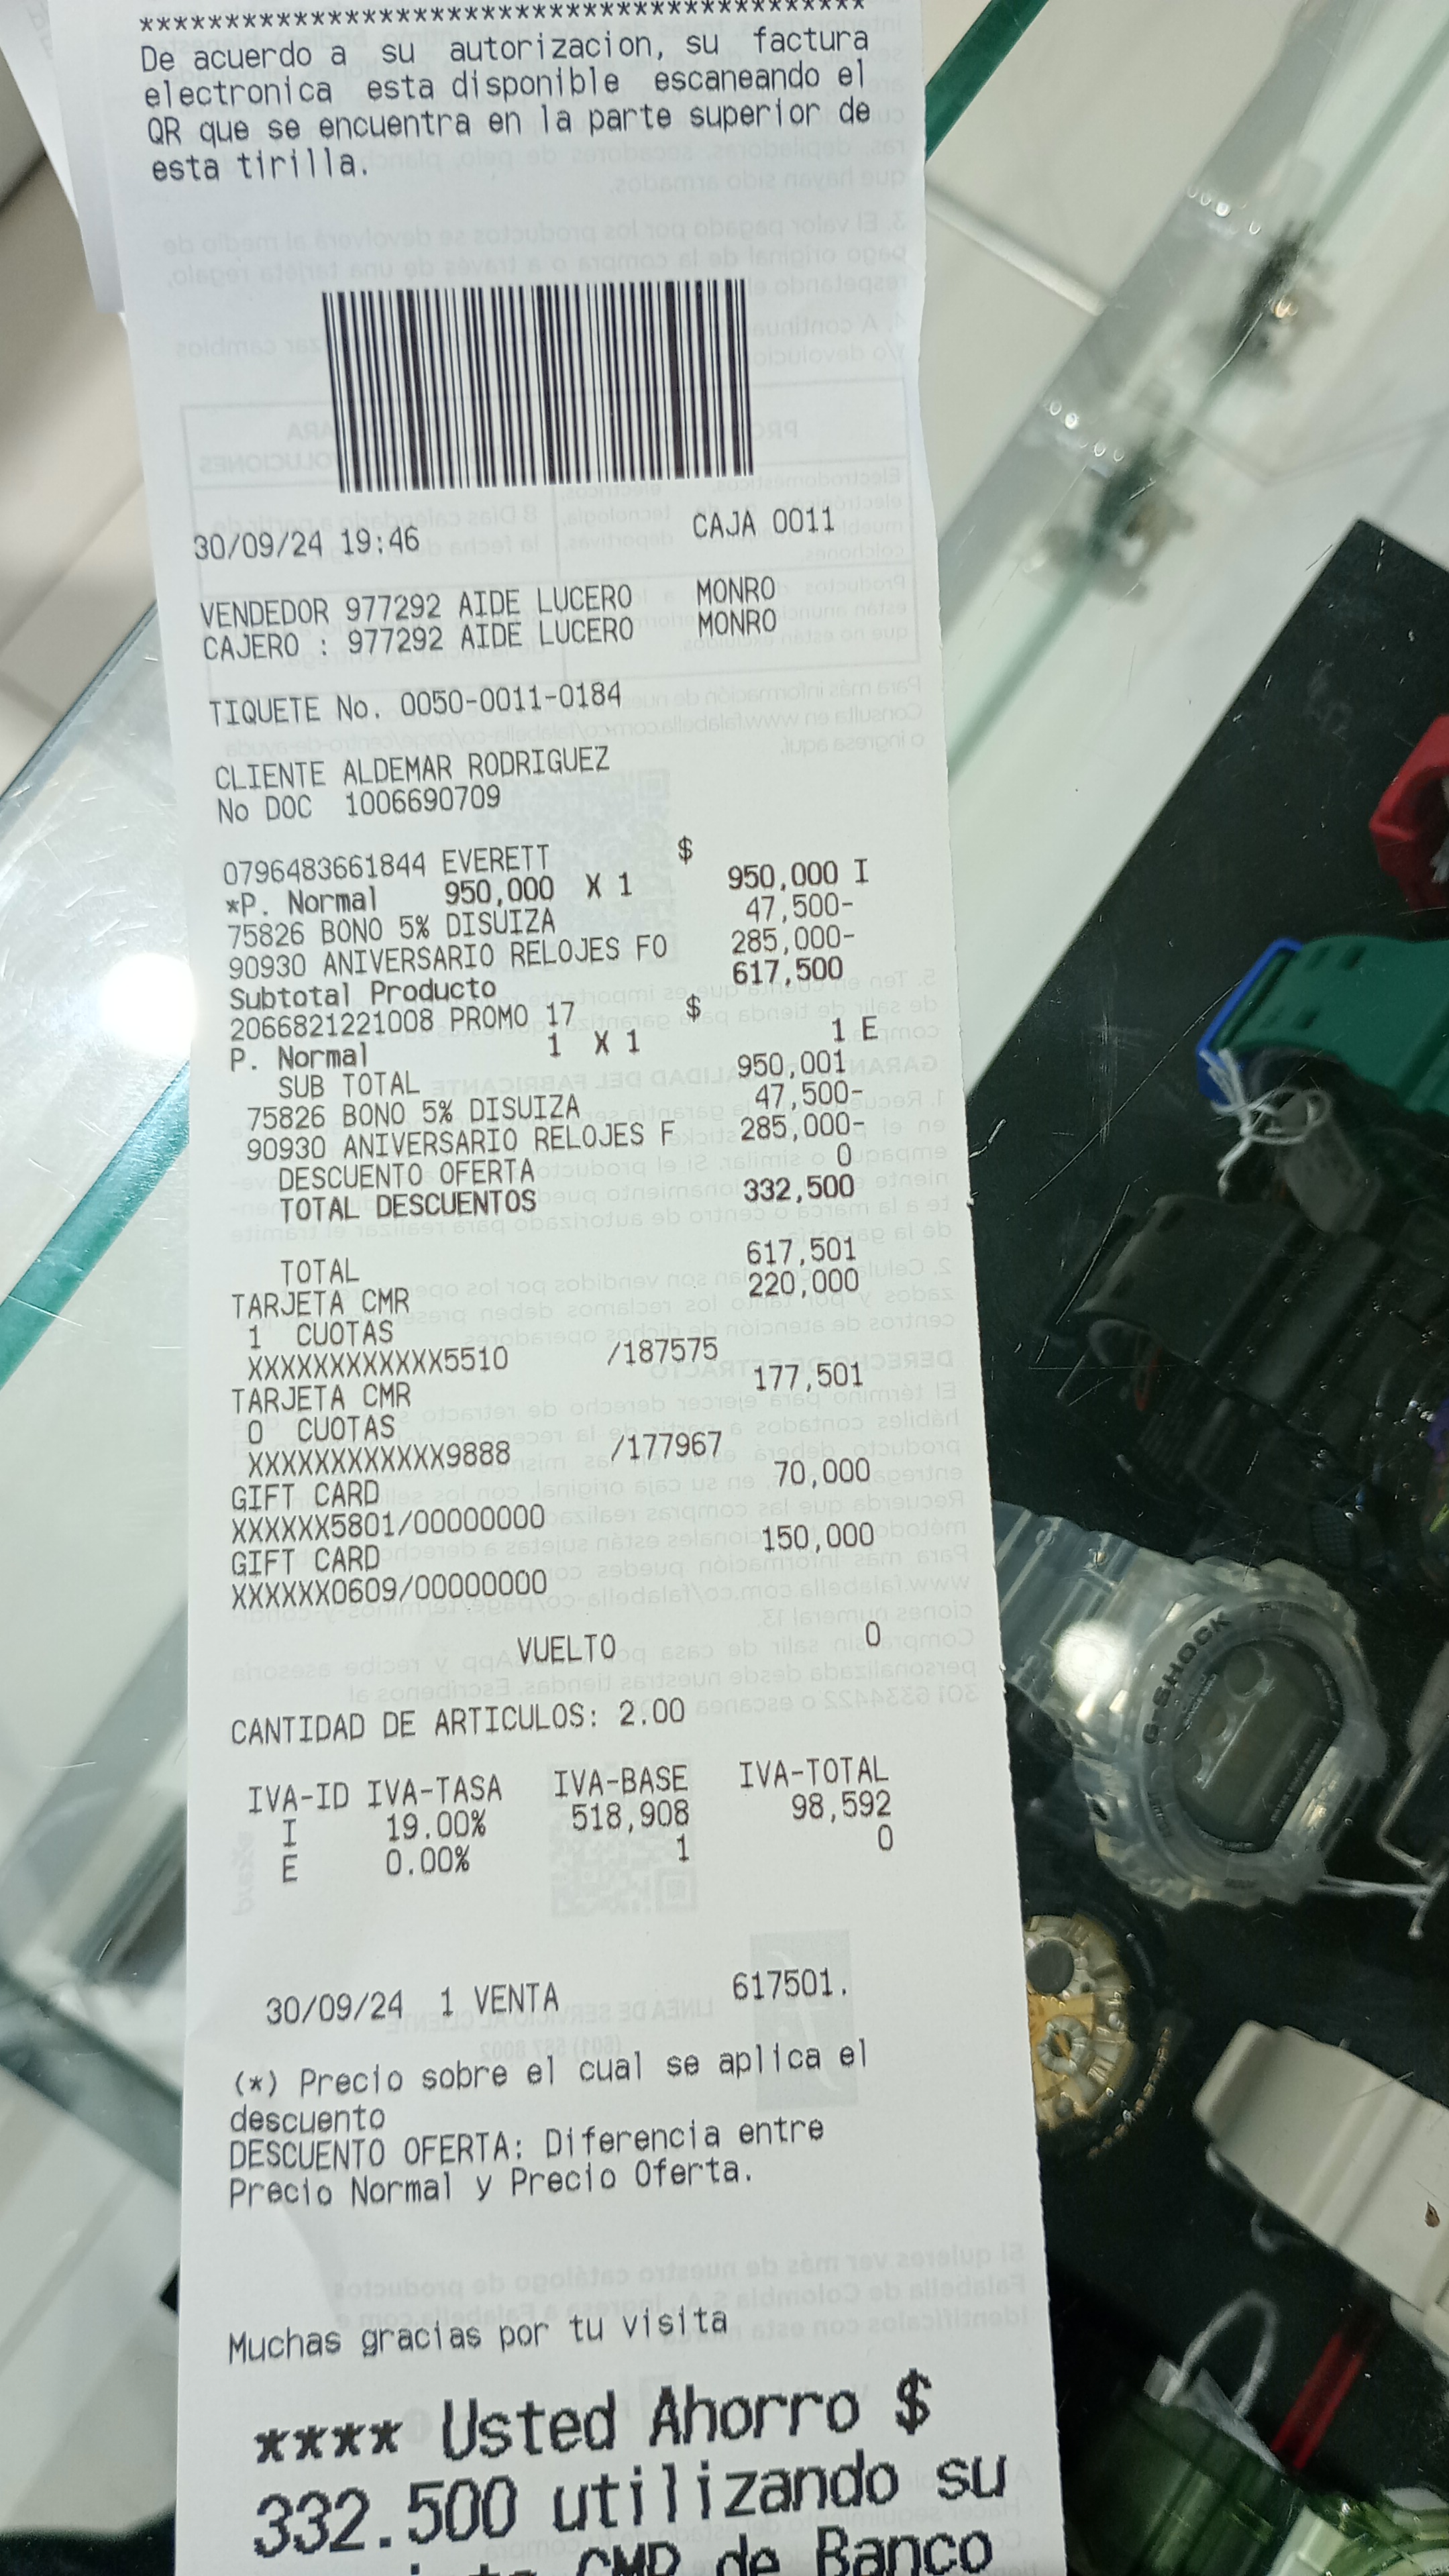 ****************************************
De acuerdo a su autorizacion, su factura
electronica esta disponible escaneando el
QR que se encuentra en la parte superior de
esta tirilla.
30/09/24 19:46 CAJA 0011
VENDEDOR 977292 AIDE LUCERO MONRO
CAJERO : 977292 AIDE LUCERO MONRO
TIQUETE No. 0050-0011-0184
CLIENTE ALDEMAR RODRIGUEZ
No DOC 1006690709
0796483661844 EVERETT $
*P. Normal 950,000 X 1 950,000 I
75826 BONO 5% DISUIZA 47,500-
90930 ANIVERSARIO RELOJES FO 285,000-
Subtotal Producto 617,500
2066821221008 PROMO 17 $
P. Normal 1 X 1 1 E
SUB TOTAL 950,001
75826 BONO 5% DISUIZA 47,500-
90930 ANIVERSARIO RELOJES F 285,000-
DESCUENTO OFERTA 0
TOTAL DESCUENTOS 332,500
TOTAL 617,501
TARJETA CMR 220,000
1 CUOTAS
XXXXXXXXXXXX5510 /187575
TARJETA CMR 177,501
0 CUOTAS
XXXXXXXXXXXX9888 /177967
GIFT CARD 70,000
XXXXXX5801/00000000
GIFT CARD 150,000
XXXXXX0609/00000000
VUELTO 0
CANTIDAD DE ARTICULOS: 2.00
IVA-ID IVA-TASA IVA-BASE IVA-TOTAL
I 19.00% 518,908 98,592
E 0.00% 1 0
30/09/24 1 VENTA 617501.
(*) Precio sobre el cual se aplica el
descuento
DESCUENTO OFERTA: Diferencia entre
Precio Normal y Precio Oferta.
Muchas gracias por tu visita
**** Usted Ahorro $
332.500 utilizando su
CMR de Banco
G-SHOCK